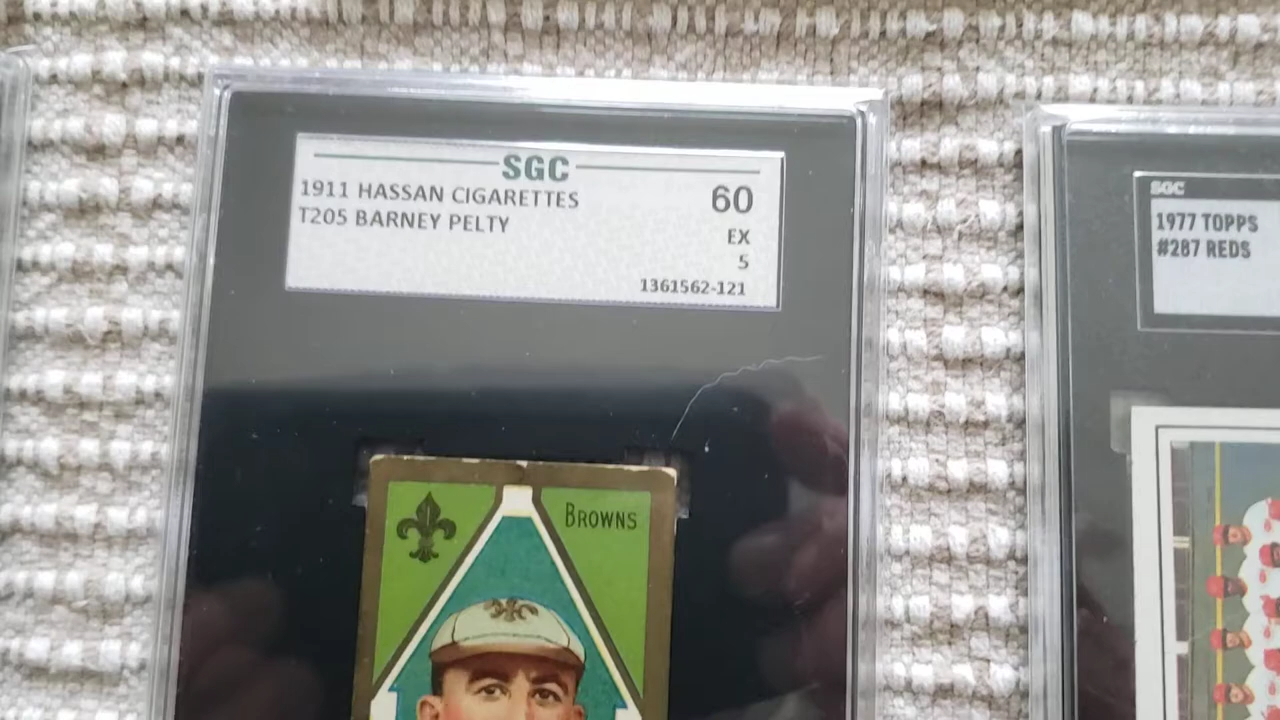 SGC
1911 HASSAN CIGARETTES
T205 BARNEY PELTY
60
EX
5
1361562-121
BROWNS
SGC
1977 TOPPS
#287 REDS